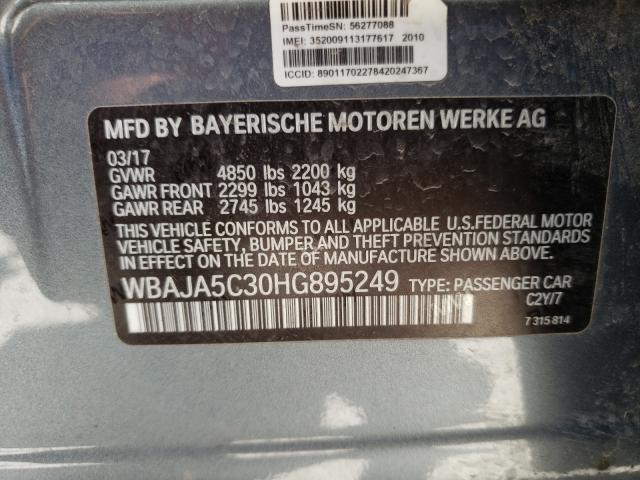 PassTimeSN: 56277088
IMEI: 352009113177617 2010
ICCID: 89011702278420247367
MFD BY BAYERISCHE MOTOREN WERKE AG
03/17
GVWR 4850 lbs 2200 kg
GAWR FRONT 2299 lbs 1043 kg
GAWR REAR 2745 lbs 1245 kg
THIS VEHICLE CONFORMS TO ALL APPLICABLE U.S.FEDERAL MOTOR
VEHICLE SAFETY, BUMPER AND THEFT PREVENTION STANDARDS
IN EFFECT ON THE DATE OF MANUFACTURE SHOWN ABOVE.
WBAJA5C30HG895249 TYPE: PASSENGER CAR
C2Y/7
7 315 814